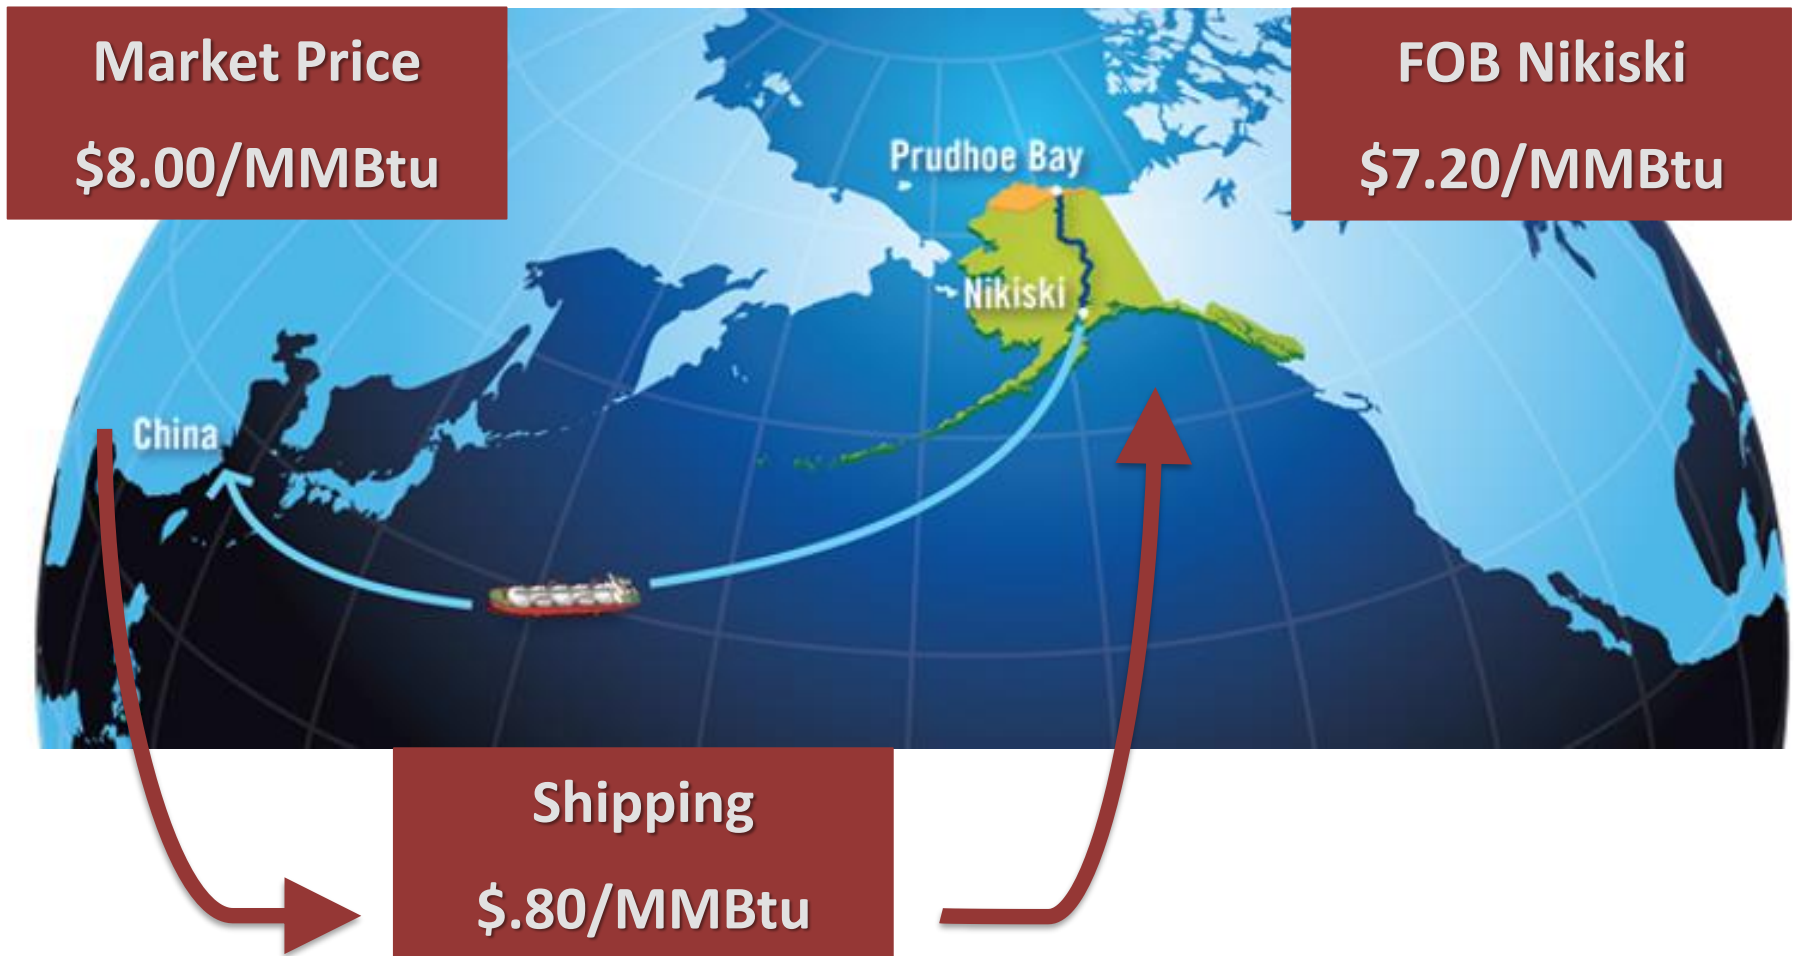 Market Price
$8.00/MMBtu
FOB Nikiski
$7.20/MMBtu
Prudhoe Bay
Nikiski
China
Shipping
$.80/MMBtu